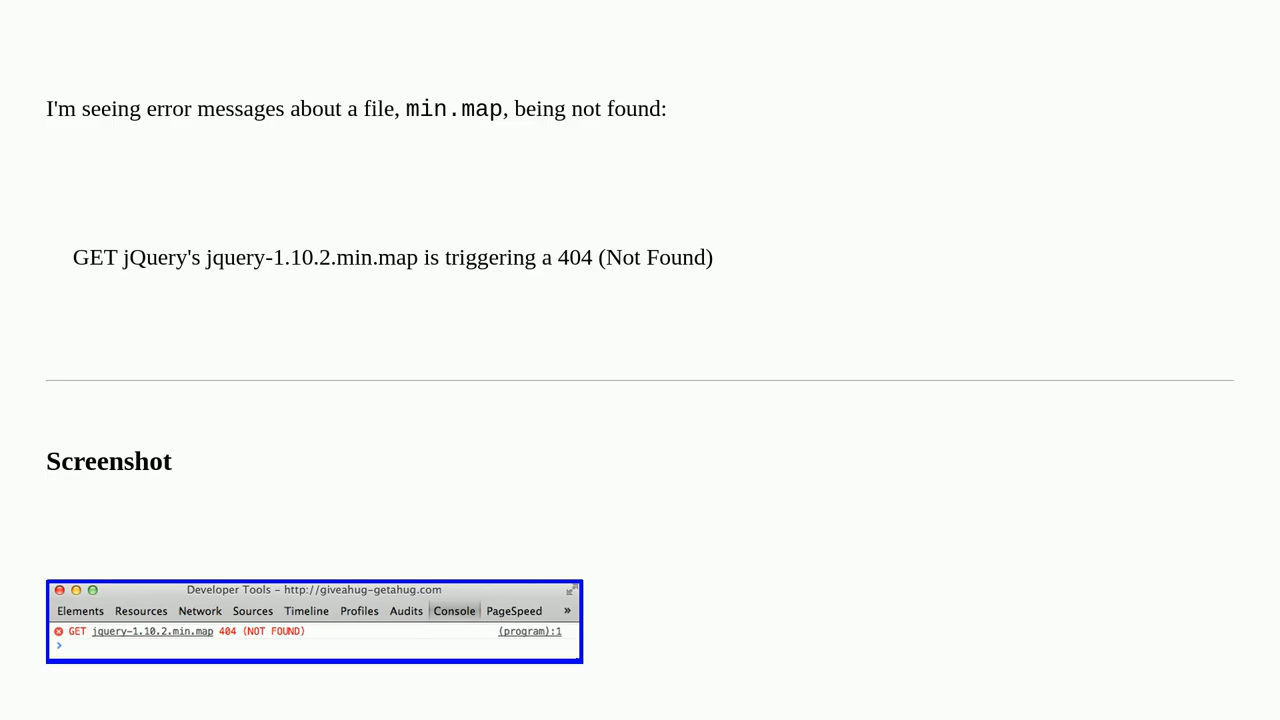 I'm seeing error messages about a file, min.map, being not found:
GET jQuery's jquery-1.10.2.min.map is triggering a 404 (Not Found)
Screenshot
Developer Tools - http://giveahug-getahug.com
Elements Resources Network Sources Timeline Profiles Audits Console PageSpeed »
GET jquery-1.10.2.min.map 404 (NOT FOUND) (program):1
>